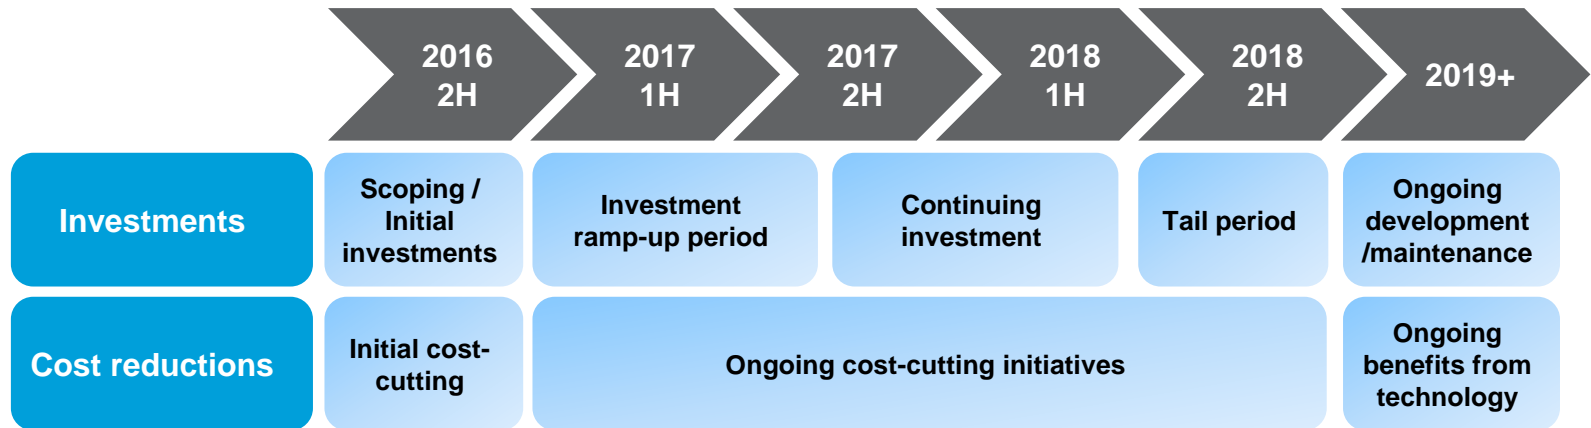 2016
2H
2017
1H
2017
2H
2018
1H
2018
2H
2019+
Investments
Scoping /
Initial
investments
Investment
ramp-up period
Continuing
investment
Tail period
Ongoing
development
/maintenance
Cost reductions
Initial cost-
cutting
Ongoing cost-cutting initiatives
Ongoing
benefits from
technology